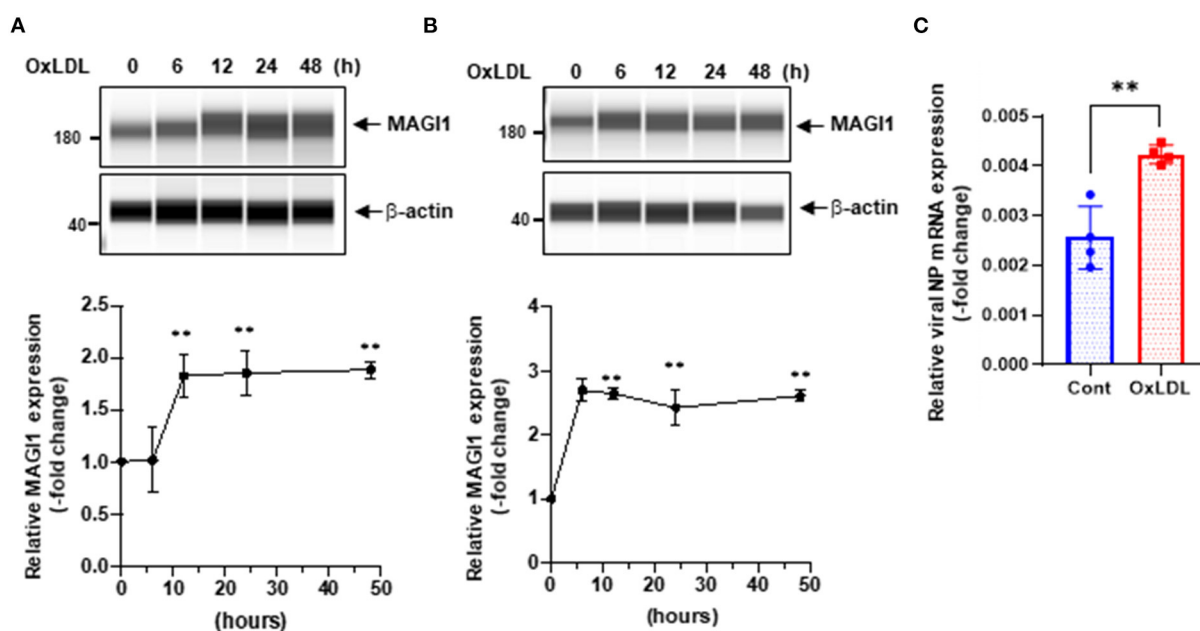 A
OxLDL 0 6 12 24 48 (h)
180
MAGI1
40
β-actin
Relative MAGI1 expression
(-fold change)
2.5
2.0
1.5
1.0
0.5
0.0
** ** **
0 10 20 30 40 50
(hours)
B
OxLDL 0 6 12 24 48 (h)
180
MAGI1
40
β-actin
Relative MAGI1 expression
(-fold change)
4
3
2
1
0
** ** **
0 10 20 30 40 50
(hours)
C
**
Relative viral NP mRNA expression
(-fold change)
0.005
0.004
0.003
0.002
0.001
0.000
Cont OxLDL